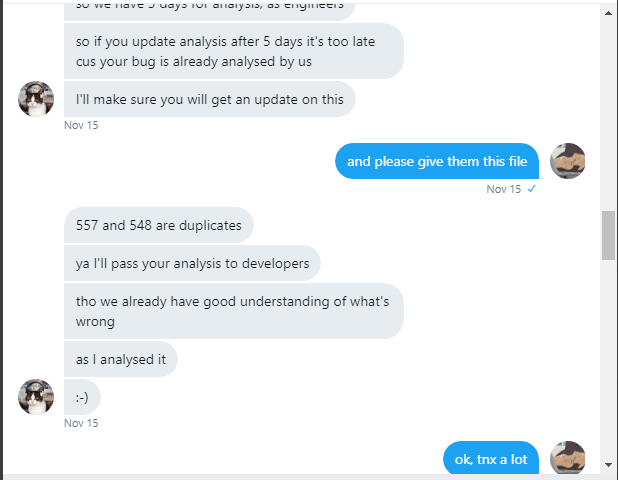 so we have 5 days for analysis, as engineers
so if you update analysis after 5 days it's too late
cus your bug is already analysed by us
I'll make sure you will get an update on this
Nov 15
and please give them this file
Nov 15
557 and 548 are duplicates
ya I'll pass your analysis to developers
tho we already have good understanding of what's
wrong
as I analysed it
:-)
Nov 15
ok, tnx a lot